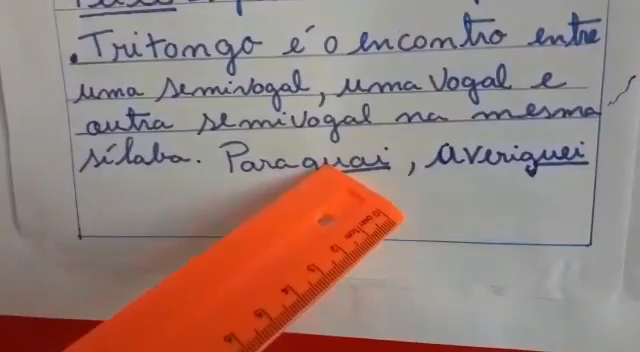 .Tritongo é o encontro entre
uma semivogal, uma vogal e
outra semivogal na mesma
sílaba. Paraguai, averiguei